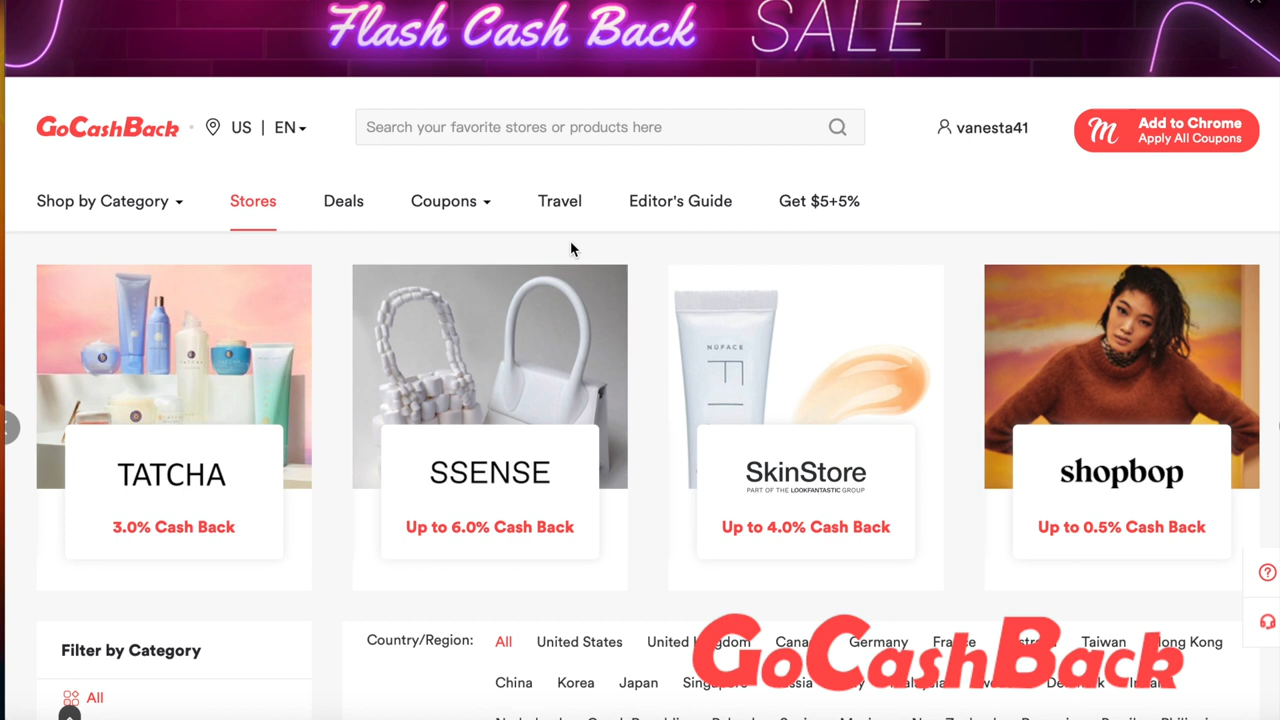 Flash Cash Back SALE
GoCashBack US | EN
Search your favorite stores or products here
vanesta41
Add to Chrome
Apply All Coupons
Shop by Category Stores Deals Coupons Travel Editor's Guide Get $5+5%
NUFACE
TATCHA
3.0% Cash Back
SSENSE
Up to 6.0% Cash Back
SkinStore
PART OF THE LOOKFANTASTIC GROUP
Up to 4.0% Cash Back
shopbop
Up to 0.5% Cash Back
Filter by Category
All
Country/Region: All United States United Germany Taiwan Hong Kong
China Korea Japan
GoCashBack